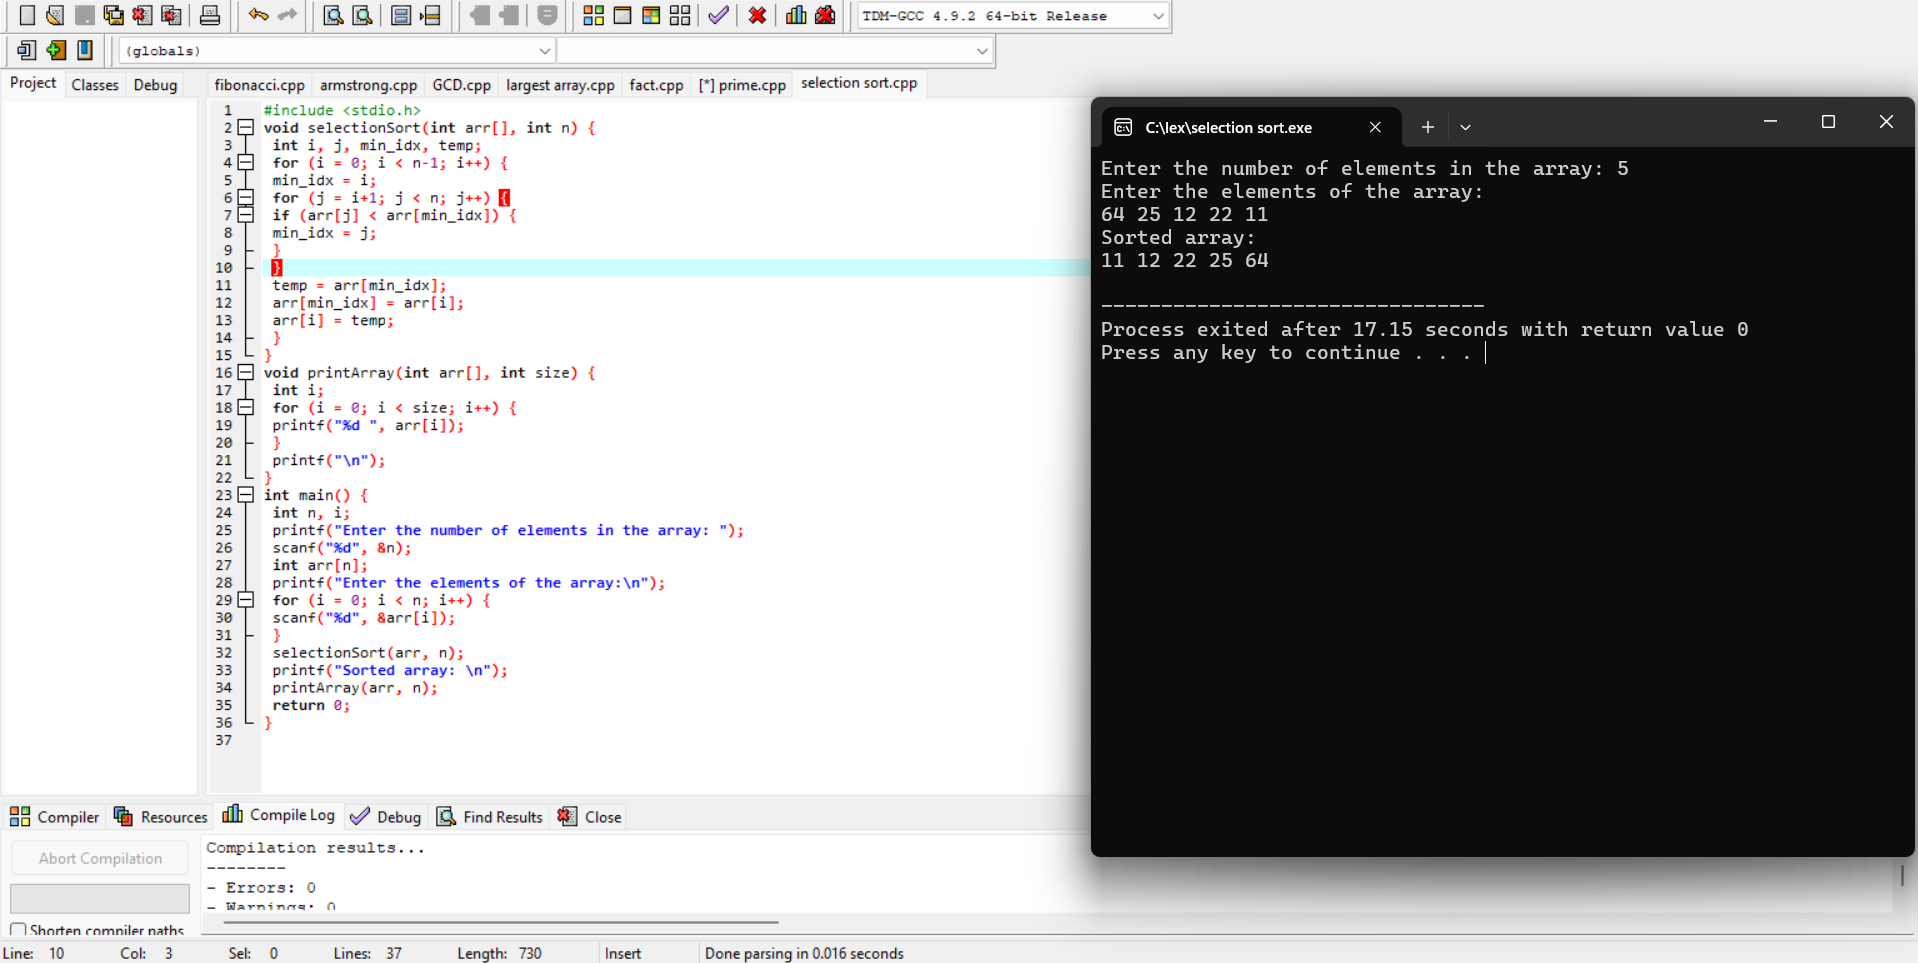 TDM-GCC 4.9.2 64-bit Release
(globals)
Project Classes Debug
fibonacci.cpp armstrong.cpp GCD.cpp largest array.cpp fact.cpp [*] prime.cpp selection sort.cpp
1 #include <stdio.h>
2 void selectionSort(int arr[], int n) {
3 int i, j, min_idx, temp;
4 for (i = 0; i < n-1; i++) {
5 min_idx = i;
6 for (j = i+1; j < n; j++) {
7 if (arr[j] < arr[min_idx]) {
8 min_idx = j;
9 }
10 }
11 temp = arr[min_idx];
12 arr[min_idx] = arr[i];
13 arr[i] = temp;
14 }
15 }
16 void printArray(int arr[], int size) {
17 int i;
18 for (i = 0; i < size; i++) {
19 printf("%d ", arr[i]);
20 }
21 printf("\n");
22 }
23 int main() {
24 int n, i;
25 printf("Enter the number of elements in the array: ");
26 scanf("%d", &n);
27 int arr[n];
28 printf("Enter the elements of the array:\n");
29 for (i = 0; i < n; i++) {
30 scanf("%d", &arr[i]);
31 }
32 selectionSort(arr, n);
33 printf("Sorted array: \n");
34 printArray(arr, n);
35 return 0;
36 }
37
C:\lex\selection sort.exe
Enter the number of elements in the array: 5
Enter the elements of the array:
64 25 12 22 11
Sorted array:
11 12 22 25 64
--------------------------------
Process exited after 17.15 seconds with return value 0
Press any key to continue . . .
Compiler Resources Compile Log Debug Find Results Close
Abort Compilation
Shorten compiler paths
Compilation results...
--------
- Errors: 0
- Warnings: 0
Line: 10 Col: 3 Sel: 0 Lines: 37 Length: 730 Insert Done parsing in 0.016 seconds